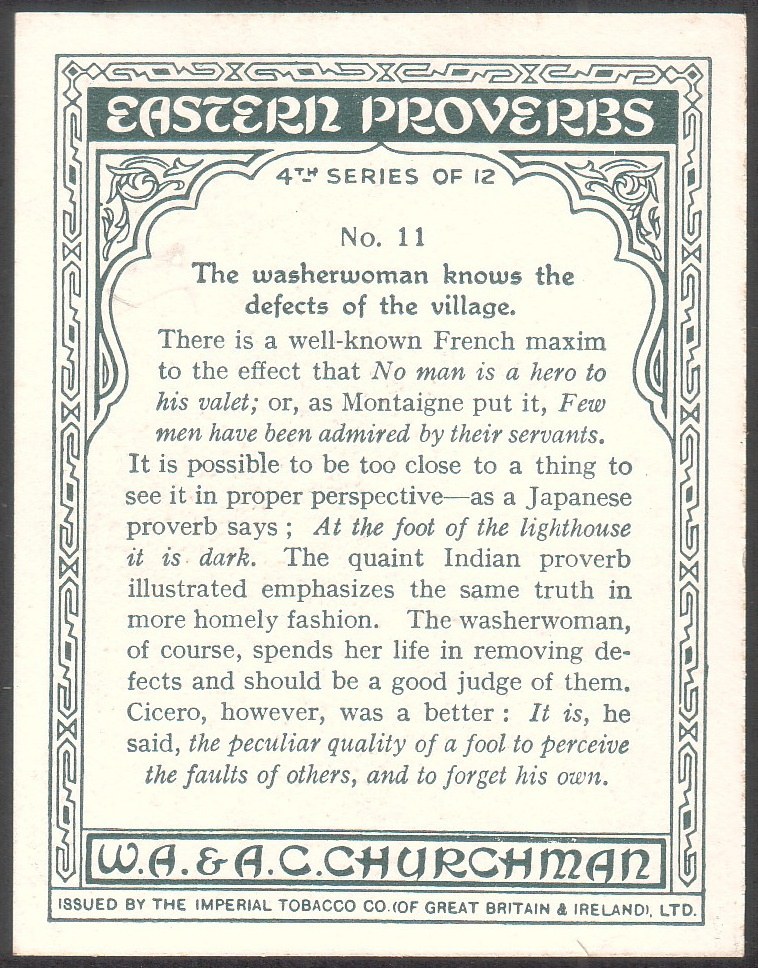 EASTERN PROVERBS
4TH SERIES OF 12
No. 11
The washerwoman knows the
defects of the village.
There is a well-known French maxim
to the effect that No man is a hero to
his valet; or, as Montaigne put it, Few
men have been admired by their servants.
It is possible to be too close to a thing to
see it in proper perspective—as a Japanese
proverb says ; At the foot of the lighthouse
it is dark. The quaint Indian proverb
illustrated emphasizes the same truth in
more homely fashion. The washerwoman,
of course, spends her life in removing de-
fects and should be a good judge of them.
Cicero, however, was a better : It is, he
said, the peculiar quality of a fool to perceive
the faults of others, and to forget his own.
W.A. & A.C. CHURCHMAN
ISSUED BY THE IMPERIAL TOBACCO CO. (OF GREAT BRITAIN & IRELAND), LTD.